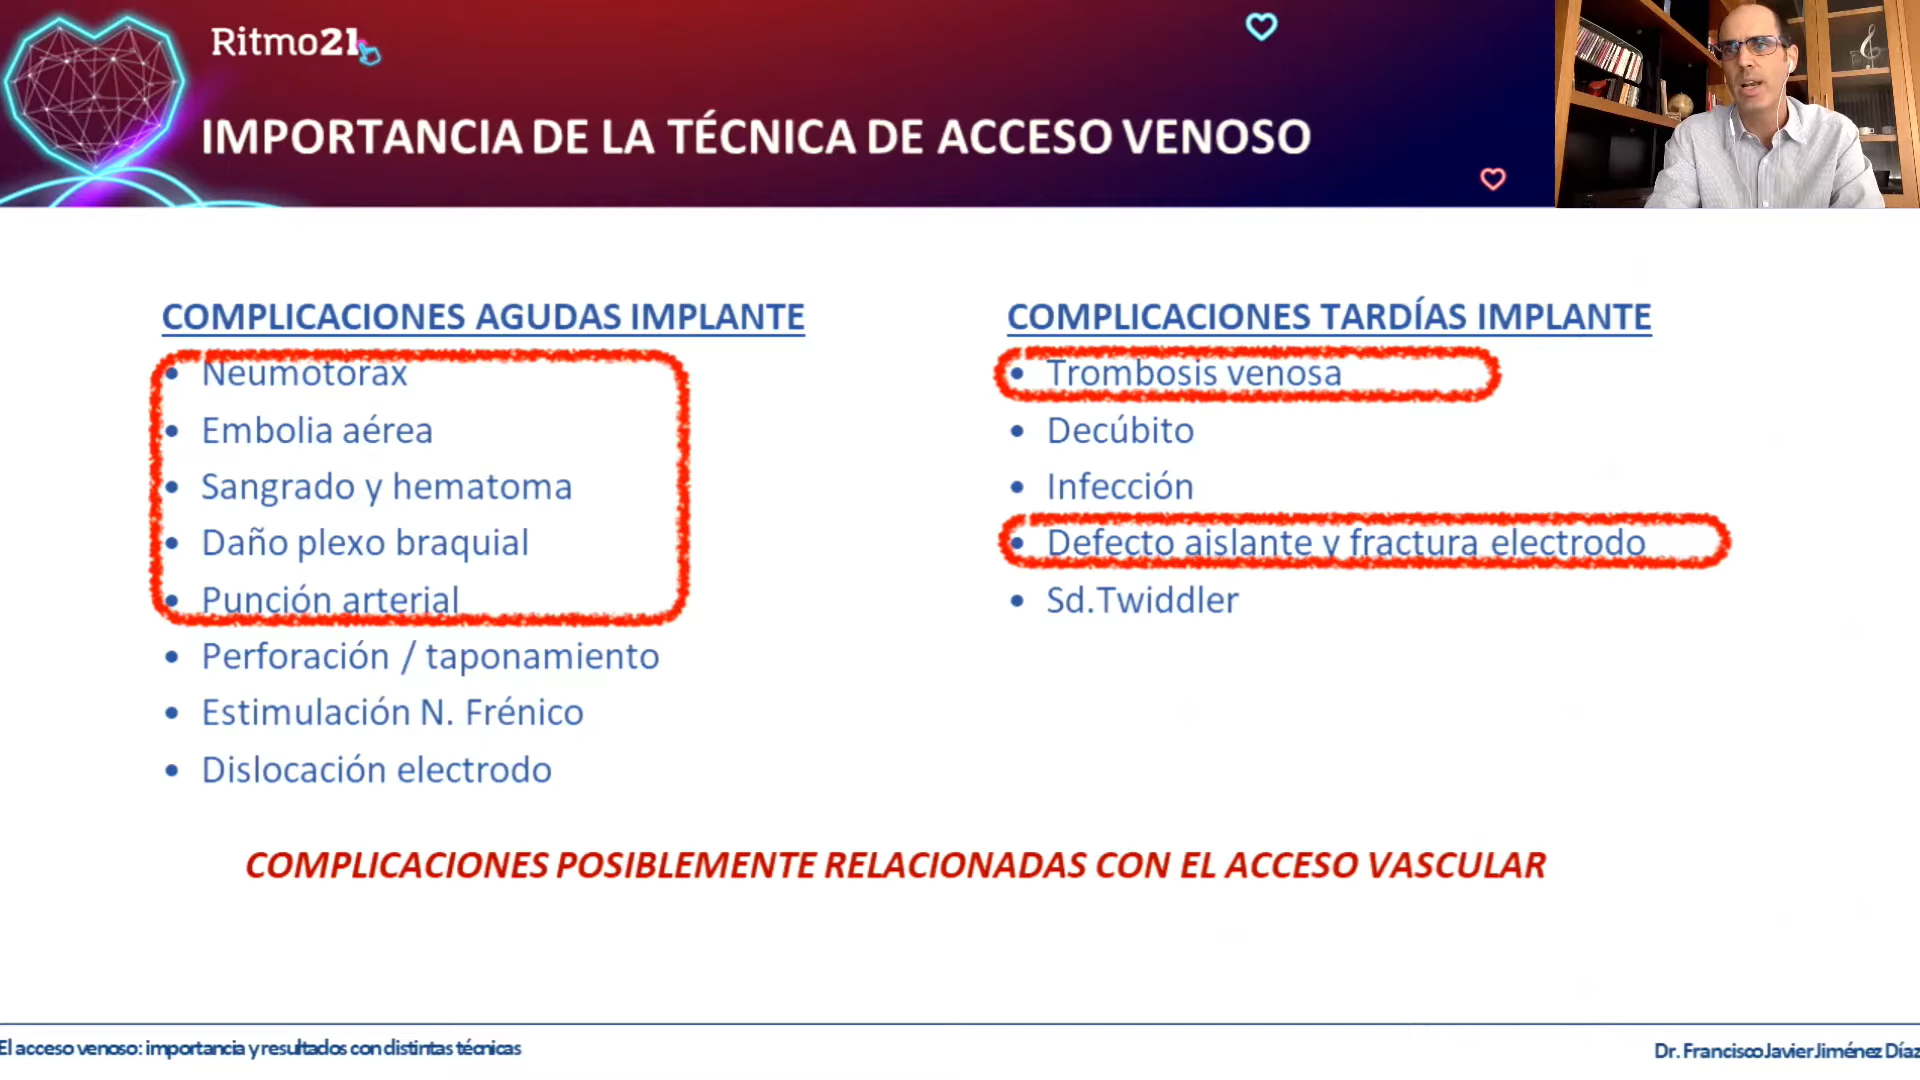 Ritmo21
IMPORTANCIA DE LA TÉCNICA DE ACCESO VENOSO
COMPLICACIONES AGUDAS IMPLANTE
• Neumotórax
• Embolia aérea
• Sangrado y hematoma
• Daño plexo braquial
• Punción arterial
• Perforación / taponamiento
• Estimulación N. Frénico
• Dislocación electrodo
COMPLICACIONES TARDÍAS IMPLANTE
• Trombosis venosa
• Decúbito
• Infección
• Defecto aislante y fractura electrodo
• Sd.Twiddler
COMPLICACIONES POSIBLEMENTE RELACIONADAS CON EL ACCESO VASCULAR
El acceso venoso: importancia y resultados con distintas técnicas
Dr. Francisco Javier Jiménez Díaz